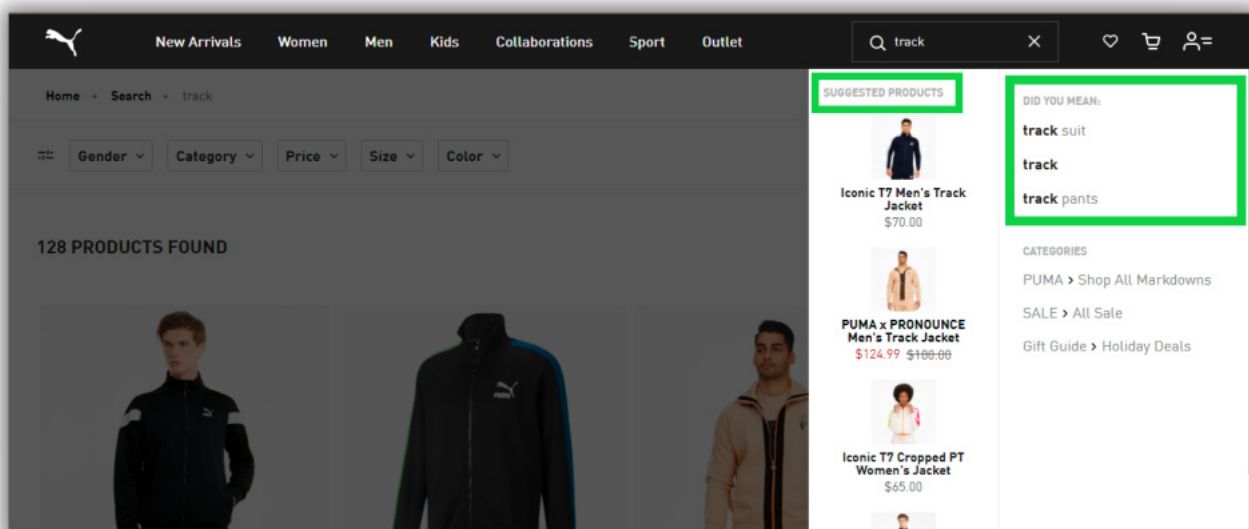 New Arrivals Women Men Kids Collaborations Sport Outlet track
Home • Search • track
Gender Category Price Size Color
128 PRODUCTS FOUND
SUGGESTED PRODUCTS
Iconic T7 Men's Track
Jacket
$70.00
PUMA x PRONOUNCE
Men's Track Jacket
$124.99 $180.00
Iconic T7 Cropped PT
Women's Jacket
$65.00
DID YOU MEAN:
track suit
track
track pants
CATEGORIES
PUMA > Shop All Markdowns
SALE > All Sale
Gift Guide > Holiday Deals
PUMA